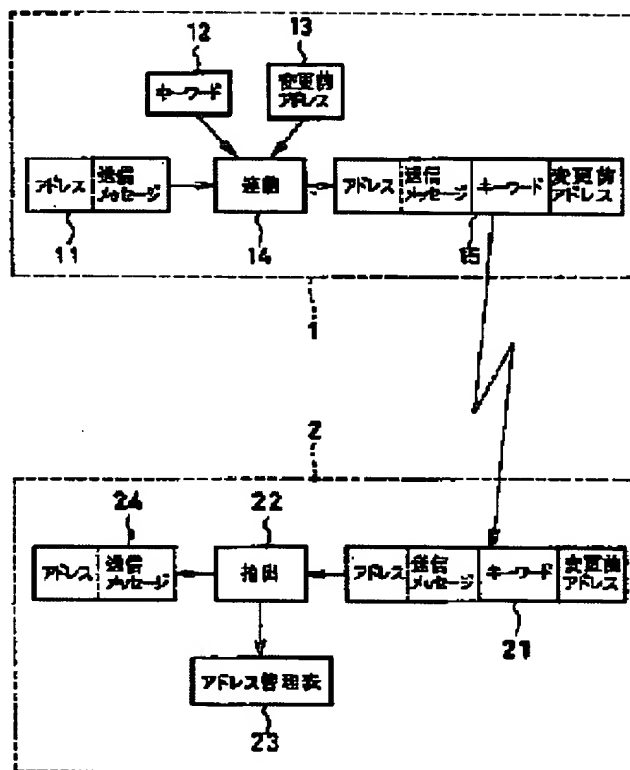 12
13
キーワード
変更前
アドレス
アドレス
送信
メッセージ
連結
アドレス
送信
メッセージ
キーワード
変更前
アドレス
11
14
15
1
2
24
22
アドレス
送信
メッセージ
抽出
アドレス
送信
メッセージ
キーワード
変更前
アドレス
21
アドレス管理表
23